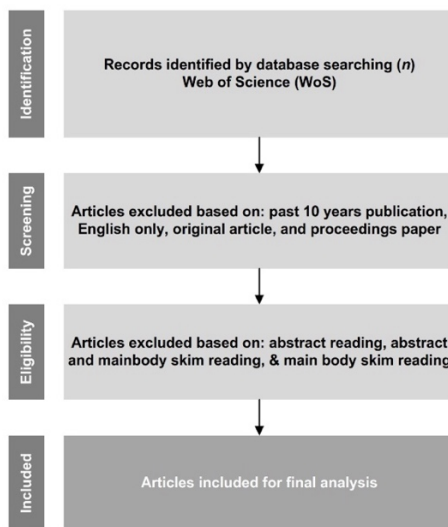 Identification
Records identified by database searching (n)
Web of Science (WoS)
Screening
Articles excluded based on: past 10 years publication,
English only, original article, and proceedings paper
Eligibility
Articles excluded based on: abstract reading, abstract
and mainbody skim reading, & main body skim reading
Included
Articles included for final analysis